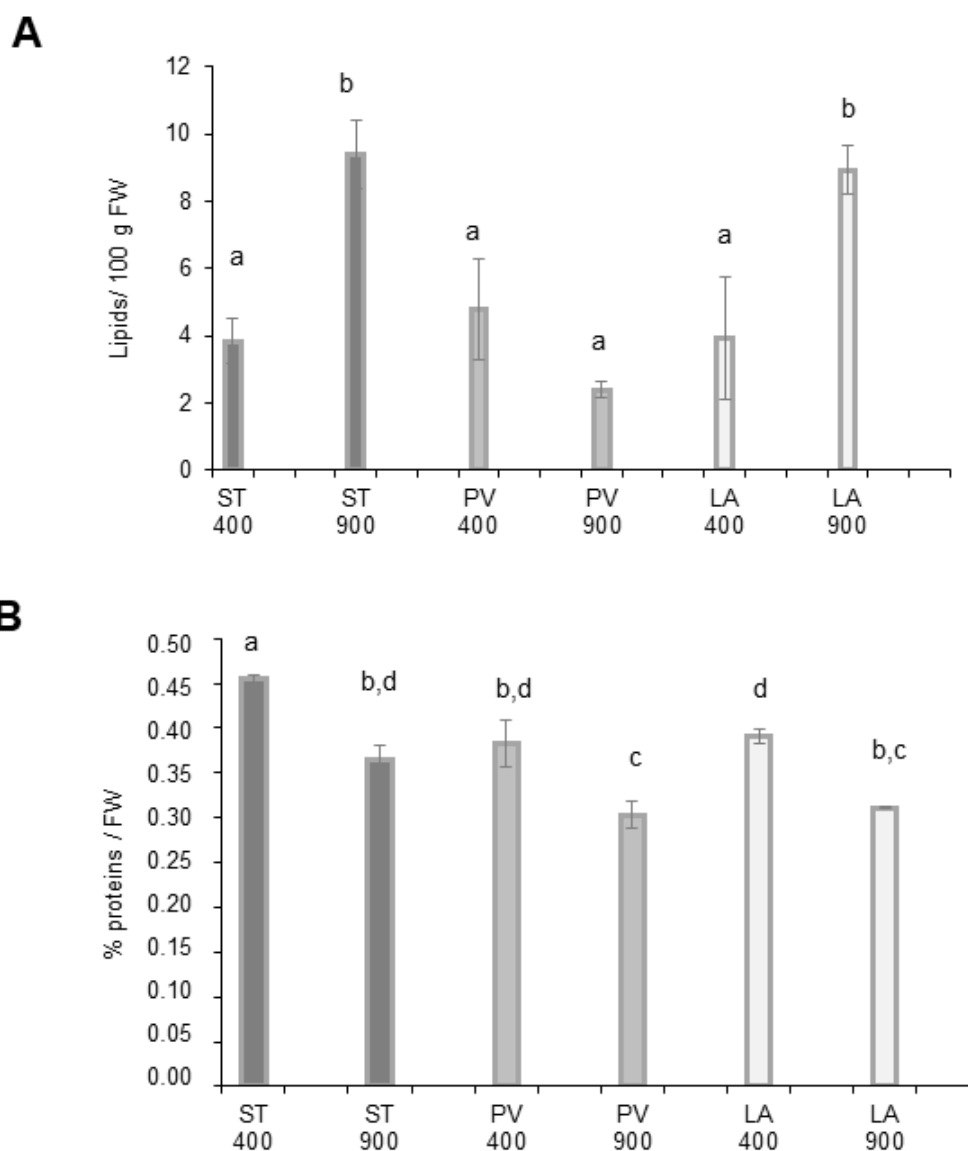 A
Lipids/ 100 g FW
12
10
8
6
4
2
0
a
b
a
a
a
b
ST 400
ST 900
PV 400
PV 900
LA 400
LA 900
B
% proteins / FW
0.50
0.45
0.40
0.35
0.30
0.25
0.20
0.15
0.10
0.05
0.00
a
b,d
b,d
c
d
b,c
ST 400
ST 900
PV 400
PV 900
LA 400
LA 900